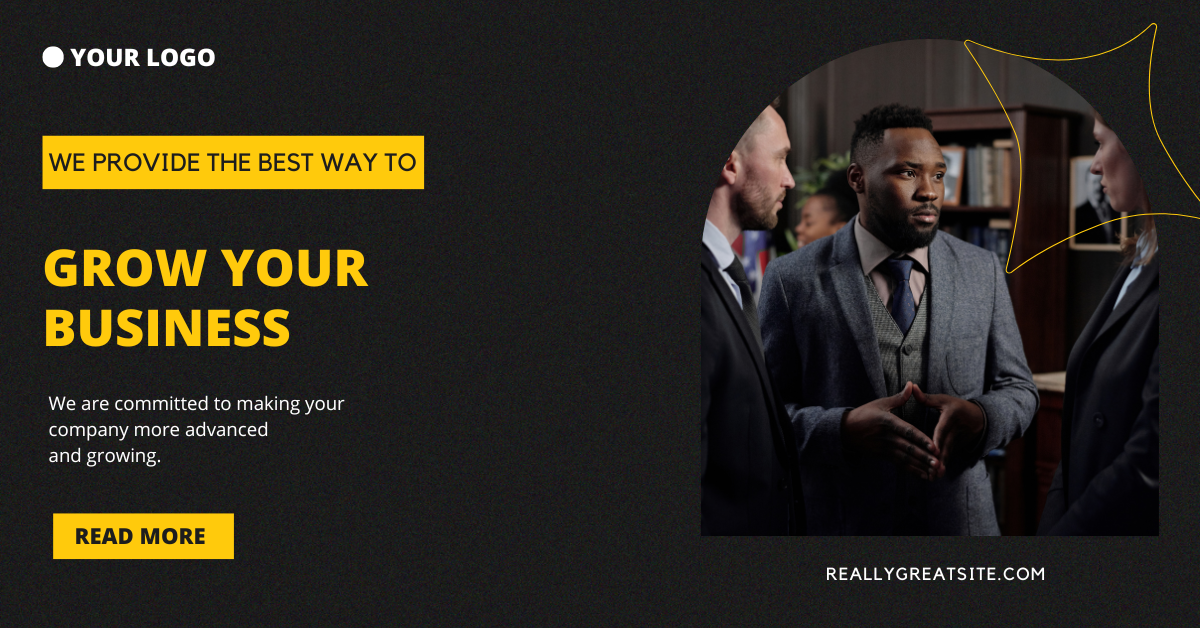 YOUR LOGO
WE PROVIDE THE BEST WAY TO
GROW YOUR
BUSINESS
We are committed to making your
company more advanced
and growing.
READ MORE
REALLYGREATSITE.COM